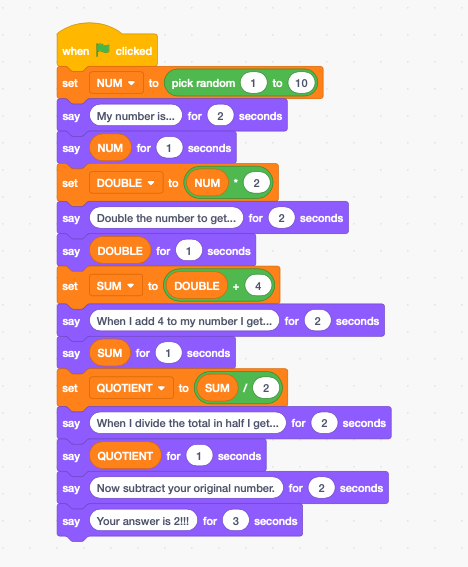 when clicked
set NUM to pick random 1 to 10
say My number is... for 2 seconds
say NUM for 1 seconds
set DOUBLE to NUM * 2
say Double the number to get... for 2 seconds
say DOUBLE for 1 seconds
set SUM to DOUBLE + 4
say When I add 4 to my number I get... for 2 seconds
say SUM for 1 seconds
set QUOTIENT to SUM / 2
say When I divide the total in half I get... for 2 seconds
say QUOTIENT for 1 seconds
say Now subtract your original number. for 2 seconds
say Your answer is 2!!! for 3 seconds